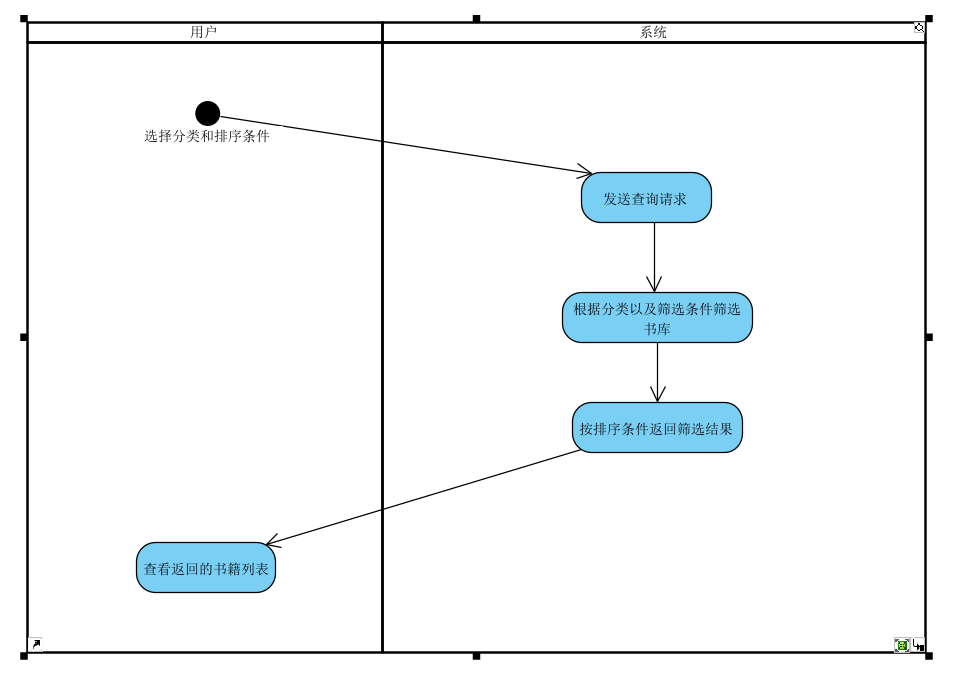 用户
系统
选择分类和排序条件
发送查询请求
根据分类以及筛选条件筛选
书库
按排序条件返回筛选结果
查看返回的书籍列表